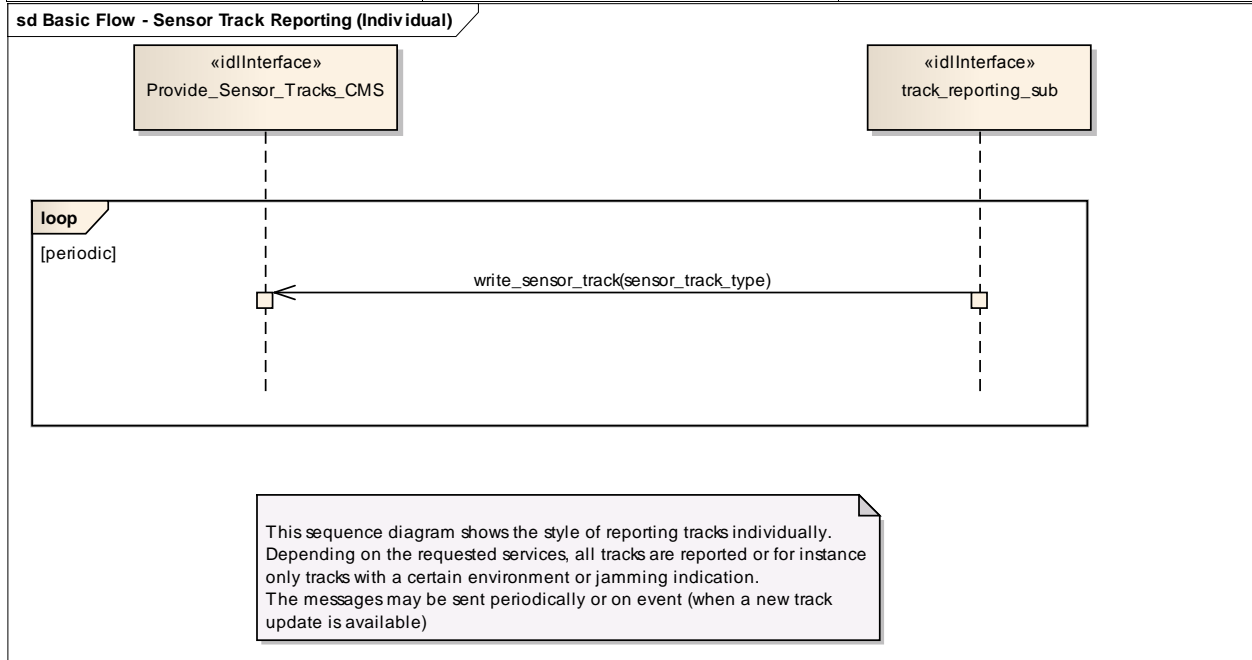 sd Basic Flow - Sensor Track Reporting (Individual)
«idlInterface»
Provide_Sensor_Tracks_CMS
«idlInterface»
track_reporting_sub
loop
[periodic]
write_sensor_track(sensor_track_type)
This sequence diagram shows the style of reporting tracks individually.
Depending on the requested services, all tracks are reported or for instance
only tracks with a certain environment or jamming indication.
The messages may be sent periodically or on event (when a new track
update is available)